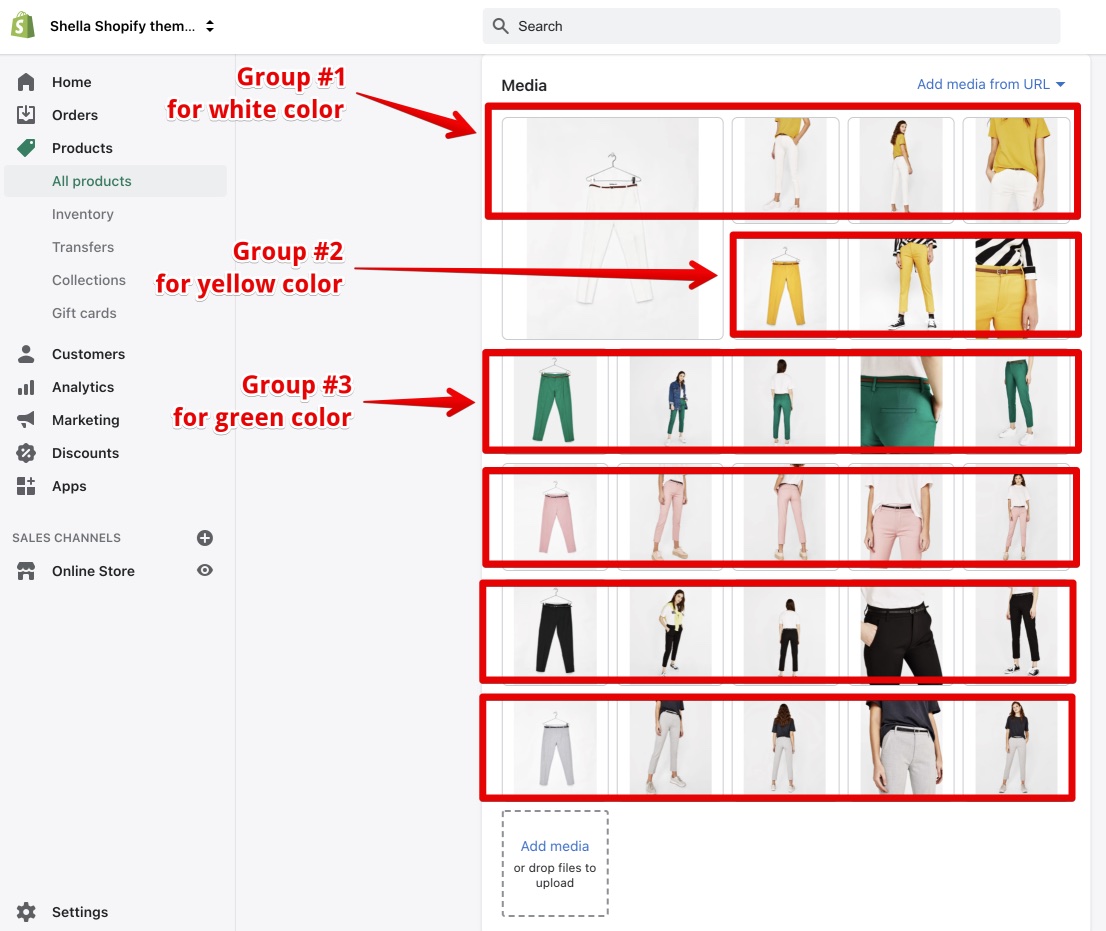 Shella Shopify them...
Search
Home
Orders
Products
All products
Inventory
Transfers
Collections
Gift cards
Customers
Analytics
Marketing
Discounts
Apps
SALES CHANNELS
Online Store
Settings
Group #1
for white color
Group #2
for yellow color
Group #3
for green color
Media
Add media from URL
Add media
or drop files to
upload